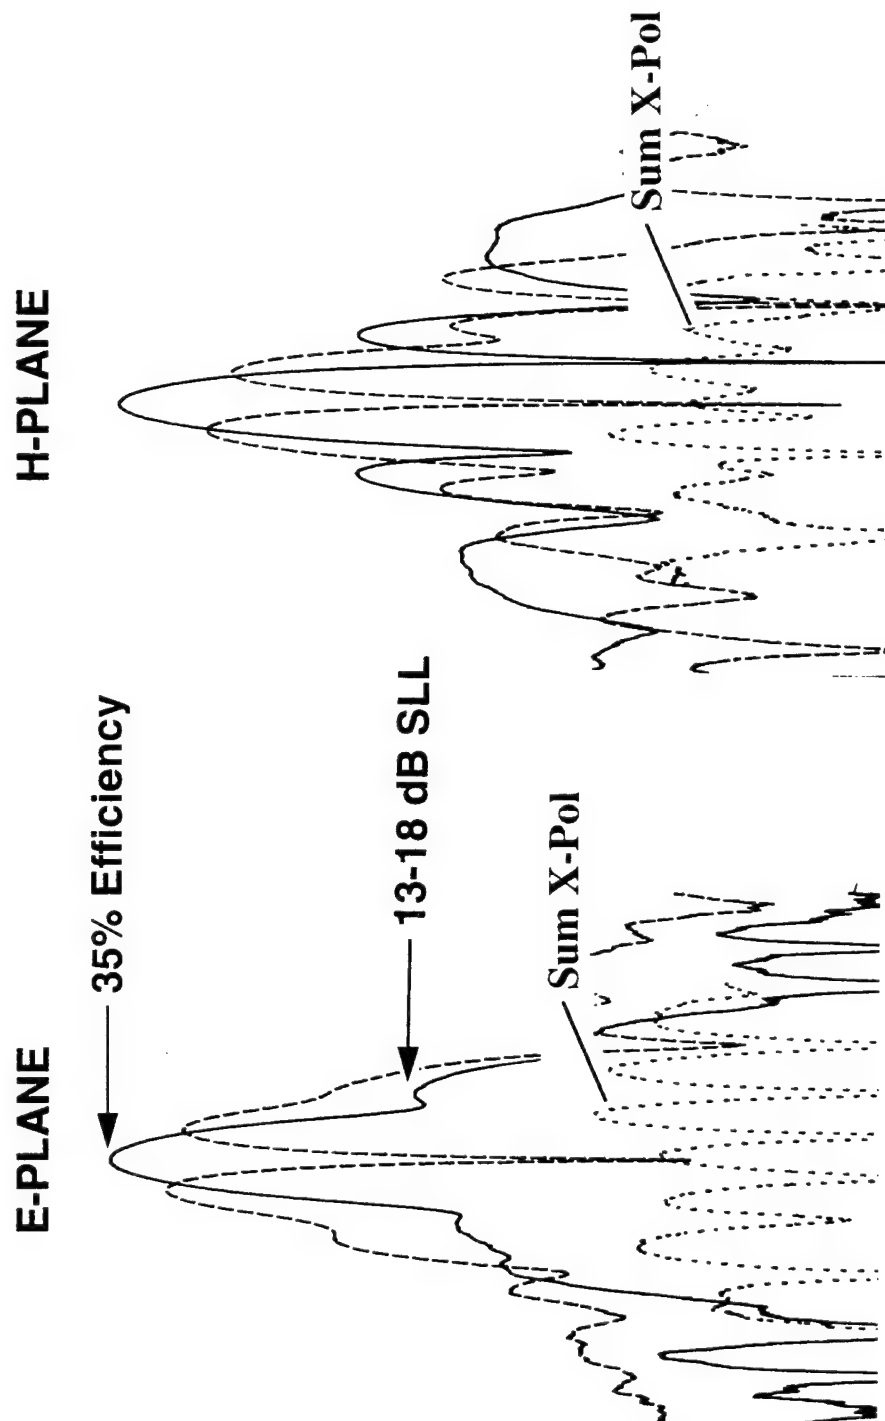 E-PLANE
35% Efficiency
13-18 dB SLL
Sum X-Pol
H-PLANE
Sum X-Pol